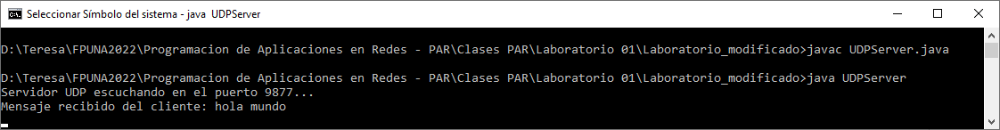 Seleccionar Símbolo del sistema - java  UDPServer
D:\Teresa\FPUNA2022\Programacion de Aplicaciones en Redes - PAR\Clases PAR\Laboratorio 01\Laboratorio_modificado>javac UDPServer.java
D:\Teresa\FPUNA2022\Programacion de Aplicaciones en Redes - PAR\Clases PAR\Laboratorio 01\Laboratorio_modificado>java UDPServer
Servidor UDP escuchando en el puerto 9877...
Mensaje recibido del cliente: hola mundo